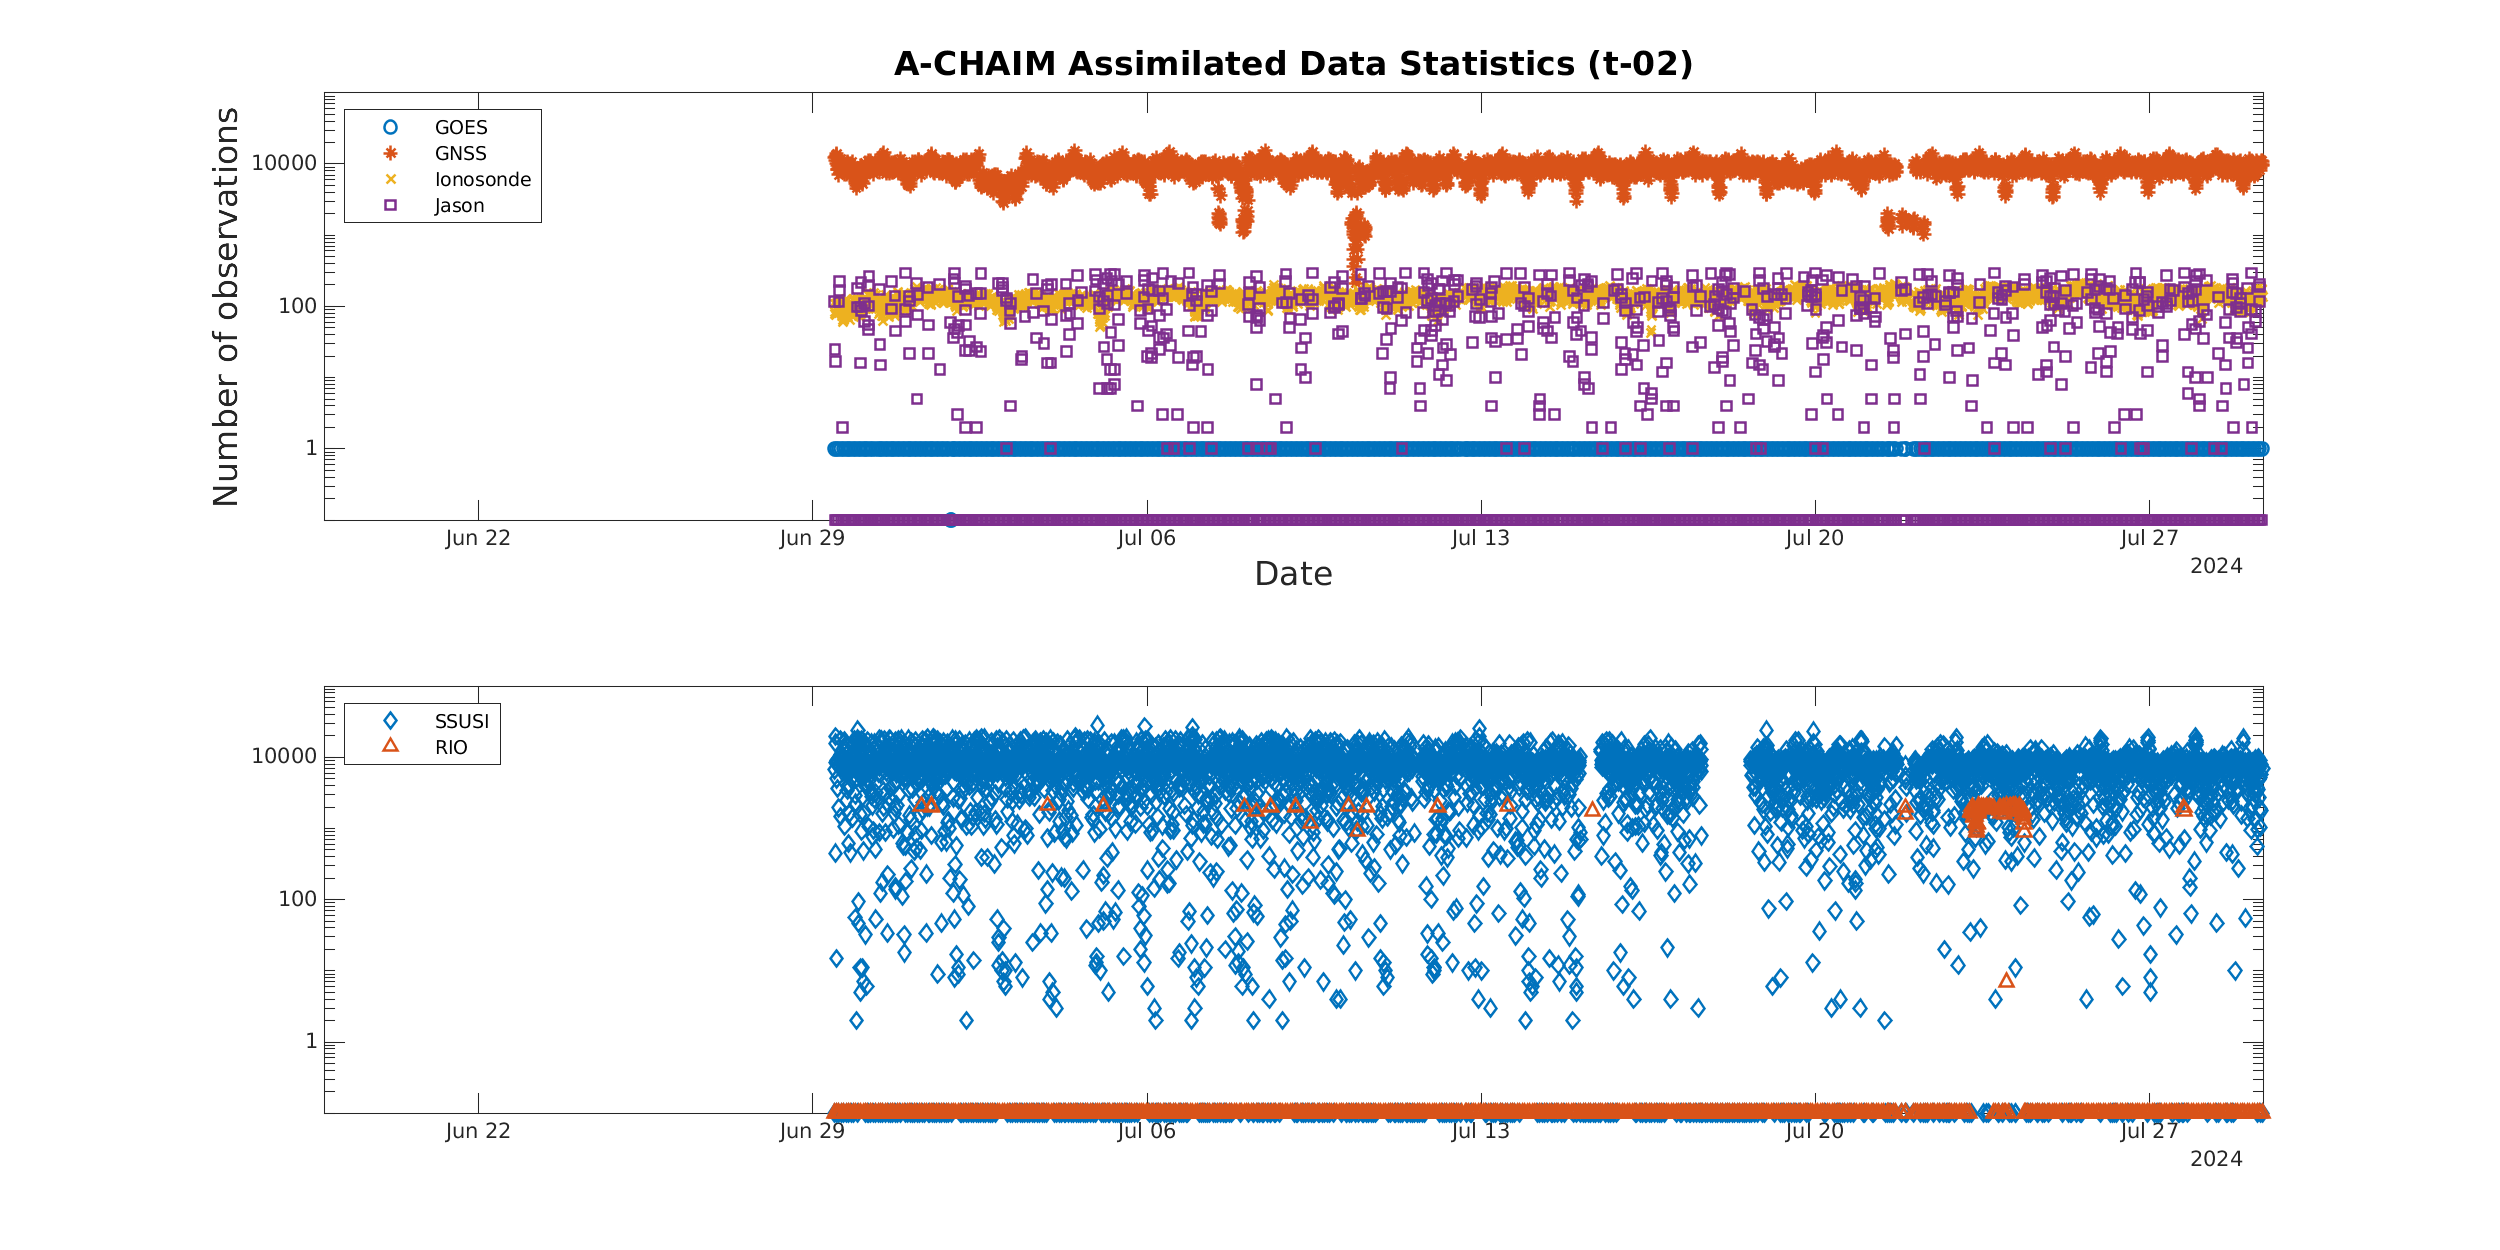 A-CHAIM Assimilated Data Statistics (t-02)
Number of observations
GOES
GNSS
Ionosonde
Jason
10000
100
1
Jun 22
Jun 29
Jul 06
Jul 13
Jul 20
Jul 27
2024
Date
SSUSI
RIO
10000
100
1
Jun 22
Jun 29
Jul 06
Jul 13
Jul 20
Jul 27
2024